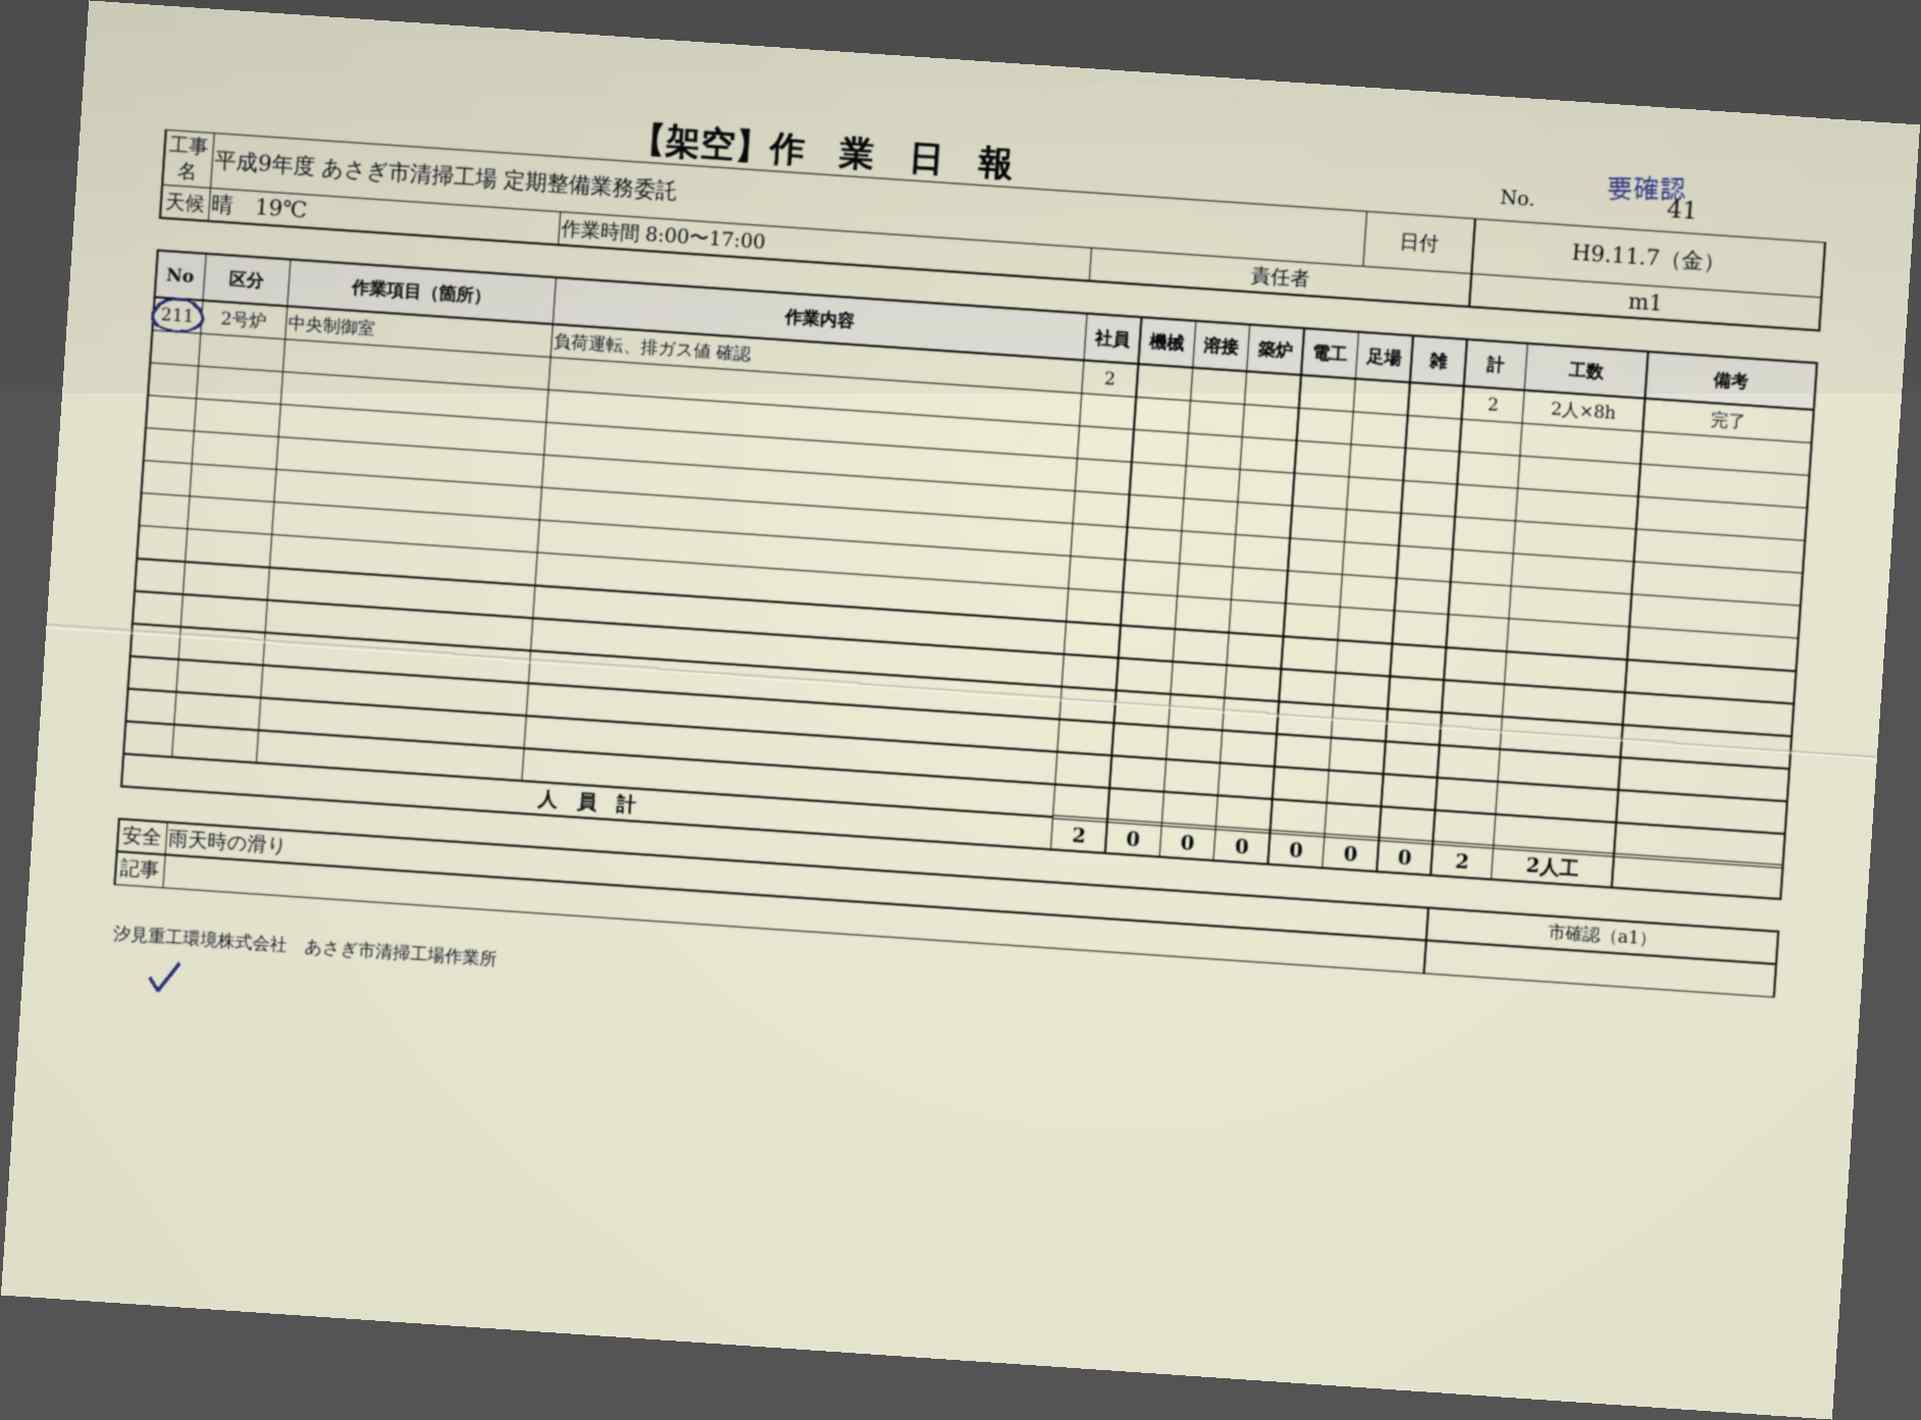 【架空】作 業 日 報
No. 41
要確認
工事名 平成9年度 あさぎ市清掃工場 定期整備業務委託 日付 H9.11.7（金）
天候 晴 19℃ 作業時間 8:00〜17:00 責任者 m1
No 区分 作業項目（箇所） 作業内容 社員 機械 溶接 築炉 電工 足場 雑 計 工数 備考
211 2号炉 中央制御室 負荷運転、排ガス値 確認 2 2 2人×8h 完了
人 員 計 2 0 0 0 0 0 0 2 2人工
安全 雨天時の滑り 市確認（a1）
記事
汐見重工環境株式会社 あさぎ市清掃工場作業所